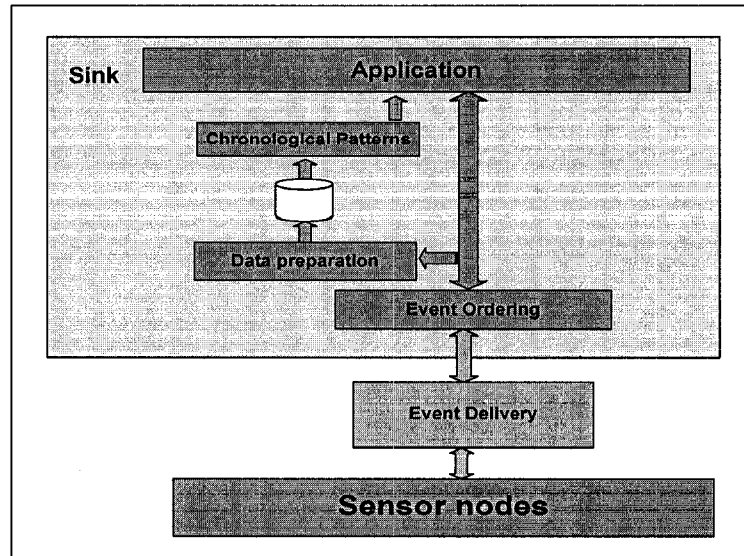 Sink
Application
Chronological Patterns
Data preparation
Event Ordering
Event Delivery
Sensor nodes